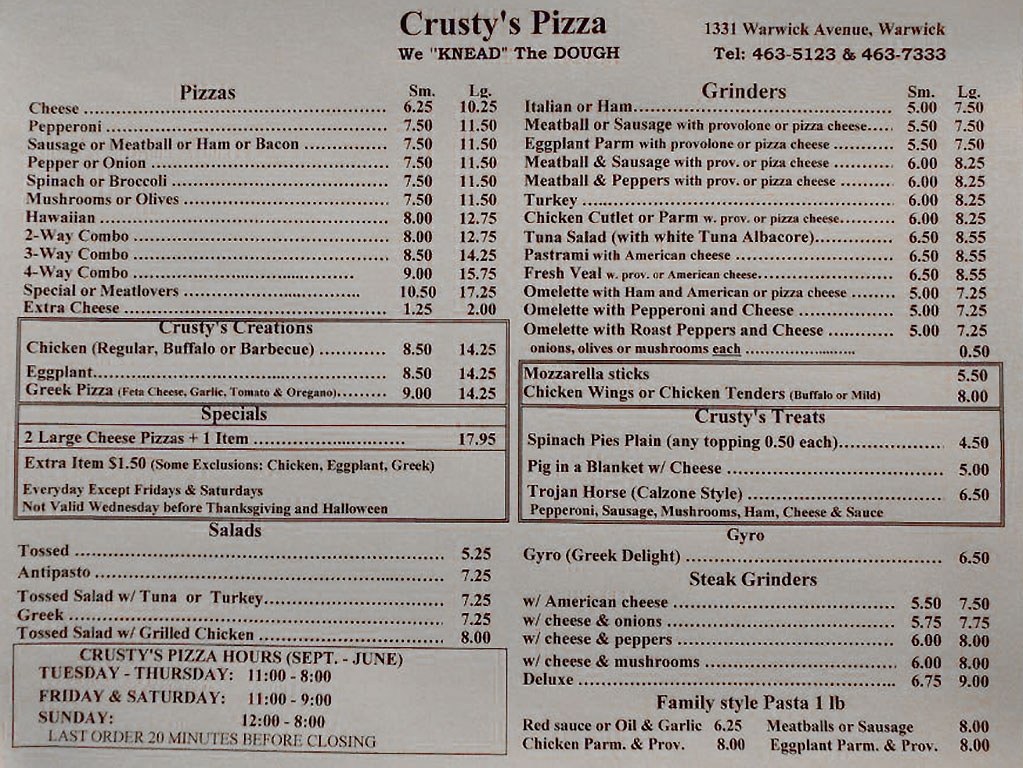 Crusty's Pizza
We "KNEAD" The DOUGH
1331 Warwick Avenue, Warwick
Tel: 463-5123 & 463-7333
Pizzas Sm. Lg.
Cheese 6.25 10.25
Pepperoni 7.50 11.50
Sausage or Meatball or Ham or Bacon 7.50 11.50
Pepper or Onion 7.50 11.50
Spinach or Broccoli 7.50 11.50
Mushrooms or Olives 7.50 11.50
Hawaiian 8.00 12.75
2-Way Combo 8.00 12.75
3-Way Combo 8.50 14.25
4-Way Combo 9.00 15.75
Special or Meatlovers 10.50 17.25
Extra Cheese 1.25 2.00
Crusty's Creations
Chicken (Regular, Buffalo or Barbecue) 8.50 14.25
Eggplant 8.50 14.25
Greek Pizza (Feta Cheese, Garlic, Tomato & Oregano) 9.00 14.25
Specials
2 Large Cheese Pizzas + 1 Item 17.95
Extra Item $1.50 (Some Exclusions: Chicken, Eggplant, Greek)
Everyday Except Fridays & Saturdays
Not Valid Wednesday before Thanksgiving and Halloween
Salads
Tossed 5.25
Antipasto 7.25
Tossed Salad w/ Tuna or Turkey 7.25
Greek 7.25
Tossed Salad w/ Grilled Chicken 8.00
CRUSTY'S PIZZA HOURS (SEPT. - JUNE)
TUESDAY - THURSDAY: 11:00 - 8:00
FRIDAY & SATURDAY: 11:00 - 9:00
SUNDAY: 12:00 - 8:00
LAST ORDER 20 MINUTES BEFORE CLOSING
Grinders Sm. Lg.
Italian or Ham 5.00 7.50
Meatball or Sausage with provolone or pizza cheese 5.50 7.50
Eggplant Parm with provolone or pizza cheese 5.50 7.50
Meatball & Sausage with prov. or piza cheese 6.00 8.25
Meatball & Peppers with prov. or pizza cheese 6.00 8.25
Turkey 6.00 8.25
Chicken Cutlet or Parm w. prov. or pizza cheese 6.00 8.25
Tuna Salad (with white Tuna Albacore) 6.50 8.55
Pastrami with American cheese 6.50 8.55
Fresh Veal w. prov. or American cheese 6.50 8.55
Omelette with Ham and American or pizza cheese 5.00 7.25
Omelette with Pepperoni and Cheese 5.00 7.25
Omelette with Roast Peppers and Cheese 5.00 7.25
onions, olives or mushrooms each 0.50
Mozzarella sticks 5.50
Chicken Wings or Chicken Tenders (Buffalo or Mild) 8.00
Crusty's Treats
Spinach Pies Plain (any topping 0.50 each) 4.50
Pig in a Blanket w/ Cheese 5.00
Trojan Horse (Calzone Style) 6.50
Pepperoni, Sausage, Mushrooms, Ham, Cheese & Sauce
Gyro
Gyro (Greek Delight) 6.50
Steak Grinders
w/ American cheese 5.50 7.50
w/ cheese & onions 5.75 7.75
w/ cheese & peppers 6.00 8.00
w/ cheese & mushrooms 6.00 8.00
Deluxe 6.75 9.00
Family style Pasta 1 lb
Red sauce or Oil & Garlic 6.25 Meatballs or Sausage 8.00
Chicken Parm. & Prov. 8.00 Eggplant Parm. & Prov. 8.00